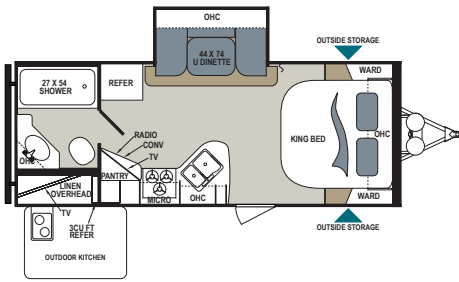 OHC
44 X 74
U DINETTE
OUTSIDE STORAGE
WARD
27 X 54
SHOWER
REFER
RADIO
CONV
TV
KING BED
OHC
OHC
PANTRY
LINEN
OVERHEAD
MICRO
OHC
WARD
TV
3CU FT
REFER
OUTSIDE STORAGE
OUTDOOR KITCHEN